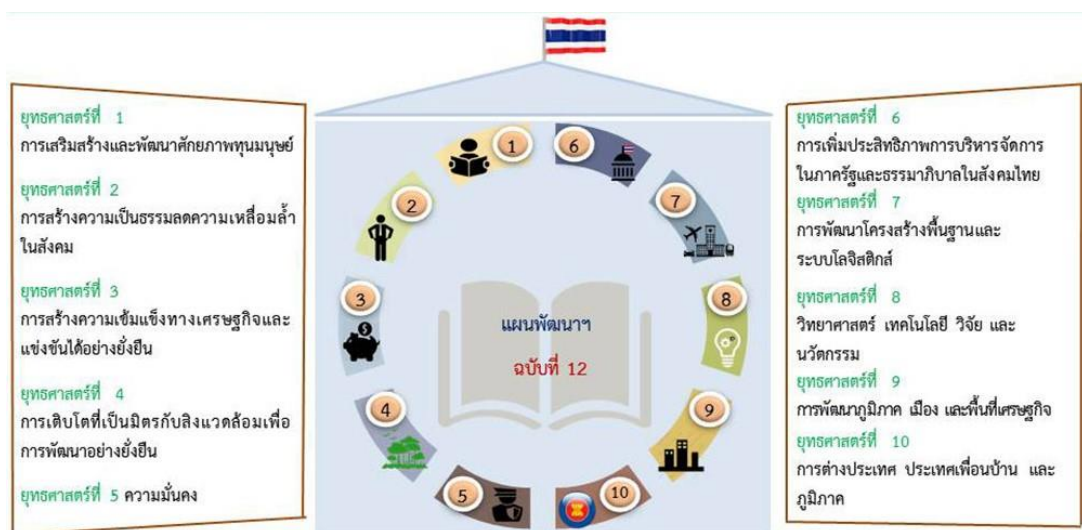 ยุทธศาสตร์ที่ 1
การเสริมสร้างและพัฒนาศักยภาพทุนมนุษย์
ยุทธศาสตร์ที่ 2
การสร้างความเป็นธรรมลดความเหลื่อมล้ำ
ในสังคม
ยุทธศาสตร์ที่ 3
การสร้างความเข้มแข็งทางเศรษฐกิจและ
แข่งขันได้อย่างยั่งยืน
ยุทธศาสตร์ที่ 4
การเติบโตที่เป็นมิตรกับสิ่งแวดล้อมเพื่อ
การพัฒนาอย่างยั่งยืน
ยุทธศาสตร์ที่ 5 ความมั่นคง
1
2
3
4
5
6
7
8
9
10
แผนพัฒนาฯ
ฉบับที่ 12
ยุทธศาสตร์ที่ 6
การเพิ่มประสิทธิภาพการบริหารจัดการ
ในภาครัฐและธรรมาภิบาลในสังคมไทย
ยุทธศาสตร์ที่ 7
การพัฒนาโครงสร้างพื้นฐานและ
ระบบโลจิสติกส์
ยุทธศาสตร์ที่ 8
วิทยาศาสตร์ เทคโนโลยี วิจัย และ
นวัตกรรม
ยุทธศาสตร์ที่ 9
การพัฒนาภูมิภาค เมือง และพื้นที่เศรษฐกิจ
ยุทธศาสตร์ที่ 10
การต่างประเทศ ประเทศเพื่อนบ้าน และ
ภูมิภาค